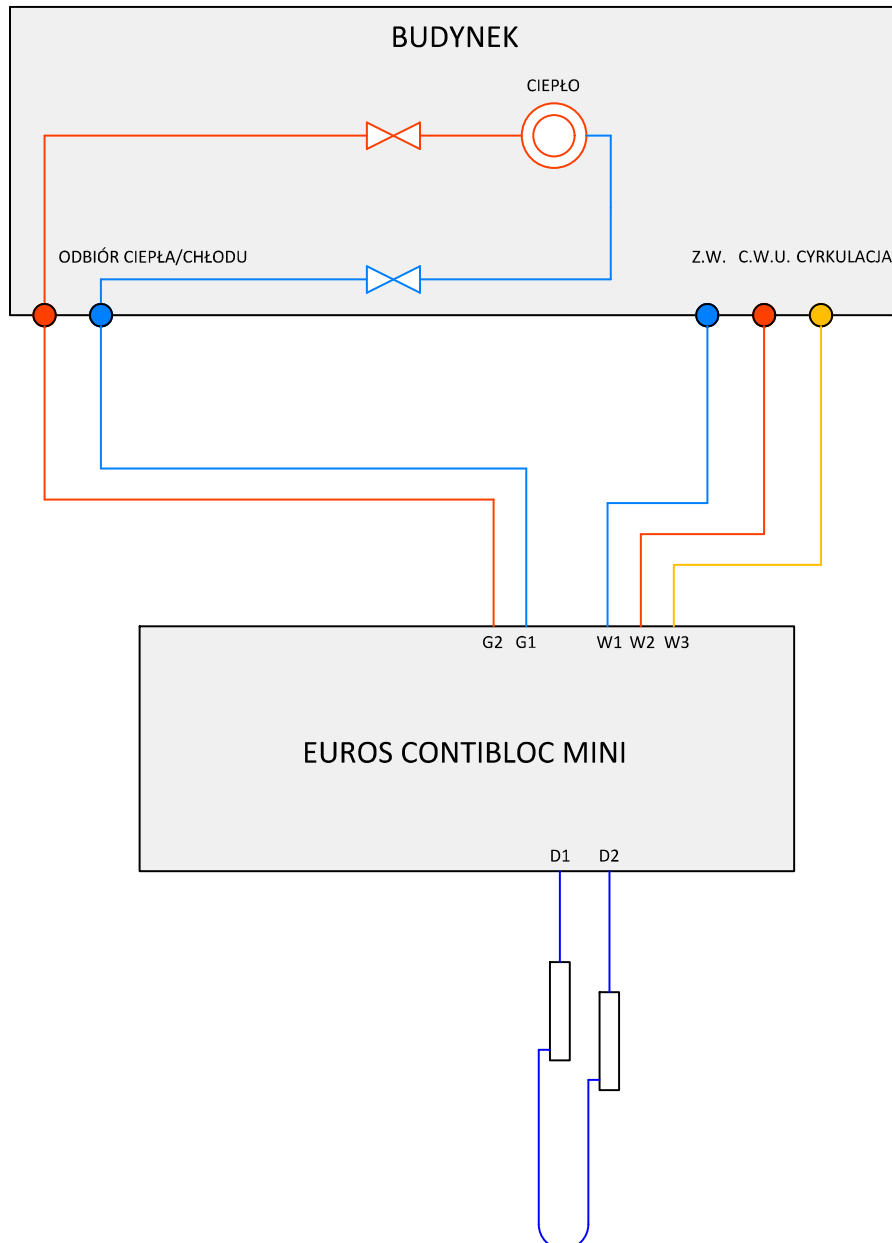 BUDYNEK
CIEPŁO
ODBIÓR CIEPŁA/CHŁODU
Z.W. C.W.U. CYRKULACJA
G2 G1 W1 W2 W3
EUROS CONTIBLOC MINI
D1 D2